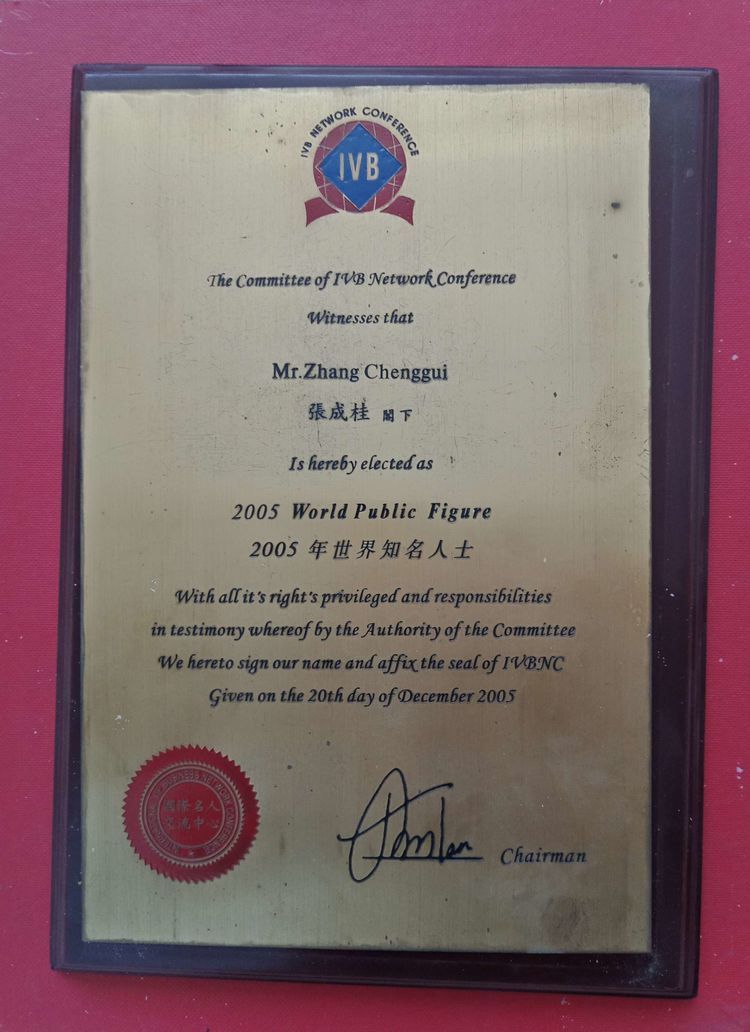 IVB NETWORK CONFERENCE
IVB
The Committee of IVB Network Conference
Witnesses that
Mr.Zhang Chenggui
張成桂 閣下
Is hereby elected as
2005 World Public Figure
2005 年世界知名人士
With all it's right's privileged and responsibilities
in testimony whereof by the Authority of the Committee
We hereto sign our name and affix the seal of IVBNC
Given on the 20th day of December 2005
BUSINESS NETWORK CONFERENCE
國際名人
交流中心
Chairman